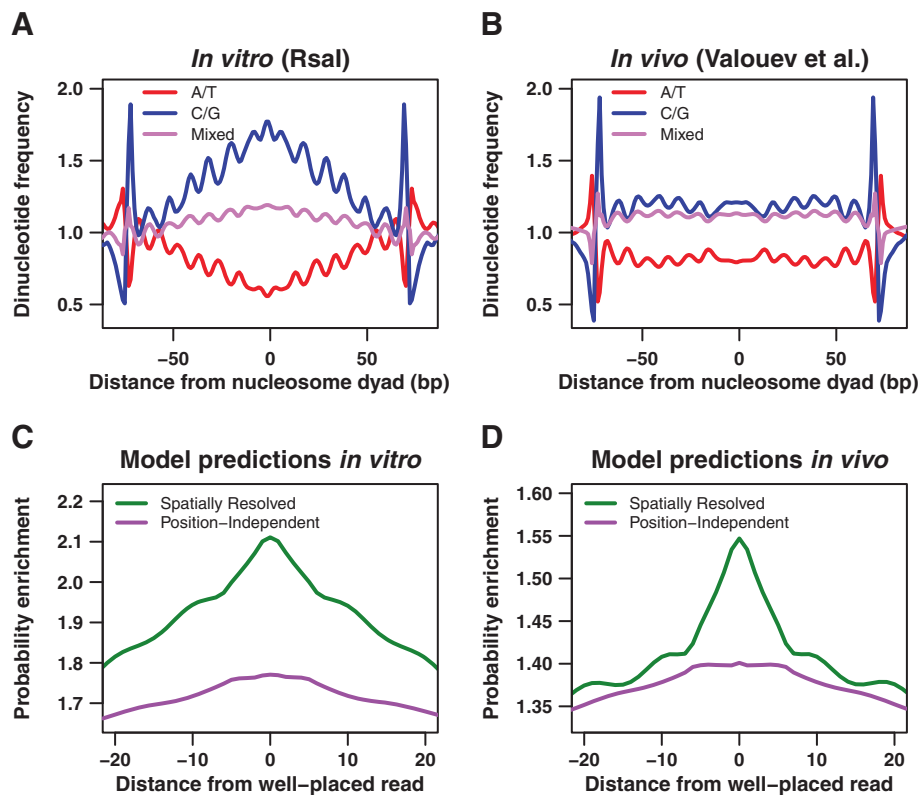 A
In vitro (RsaI)
A/T
C/G
Mixed
2.0
1.5
1.0
0.5
Dinucleotide frequency
−50
0
50
Distance from nucleosome dyad (bp)
B
In vivo (Valouev et al.)
A/T
C/G
Mixed
2.0
1.5
1.0
0.5
Dinucleotide frequency
−50
0
50
Distance from nucleosome dyad (bp)
C
Model predictions in vitro
Spatially Resolved
Position−Independent
2.2
2.1
2.0
1.9
1.8
1.7
Probability enrichment
−20
−10
0
10
20
Distance from well−placed read
D
Model predictions in vivo
Spatially Resolved
Position−Independent
1.60
1.55
1.50
1.45
1.40
1.35
Probability enrichment
−20
−10
0
10
20
Distance from well−placed read